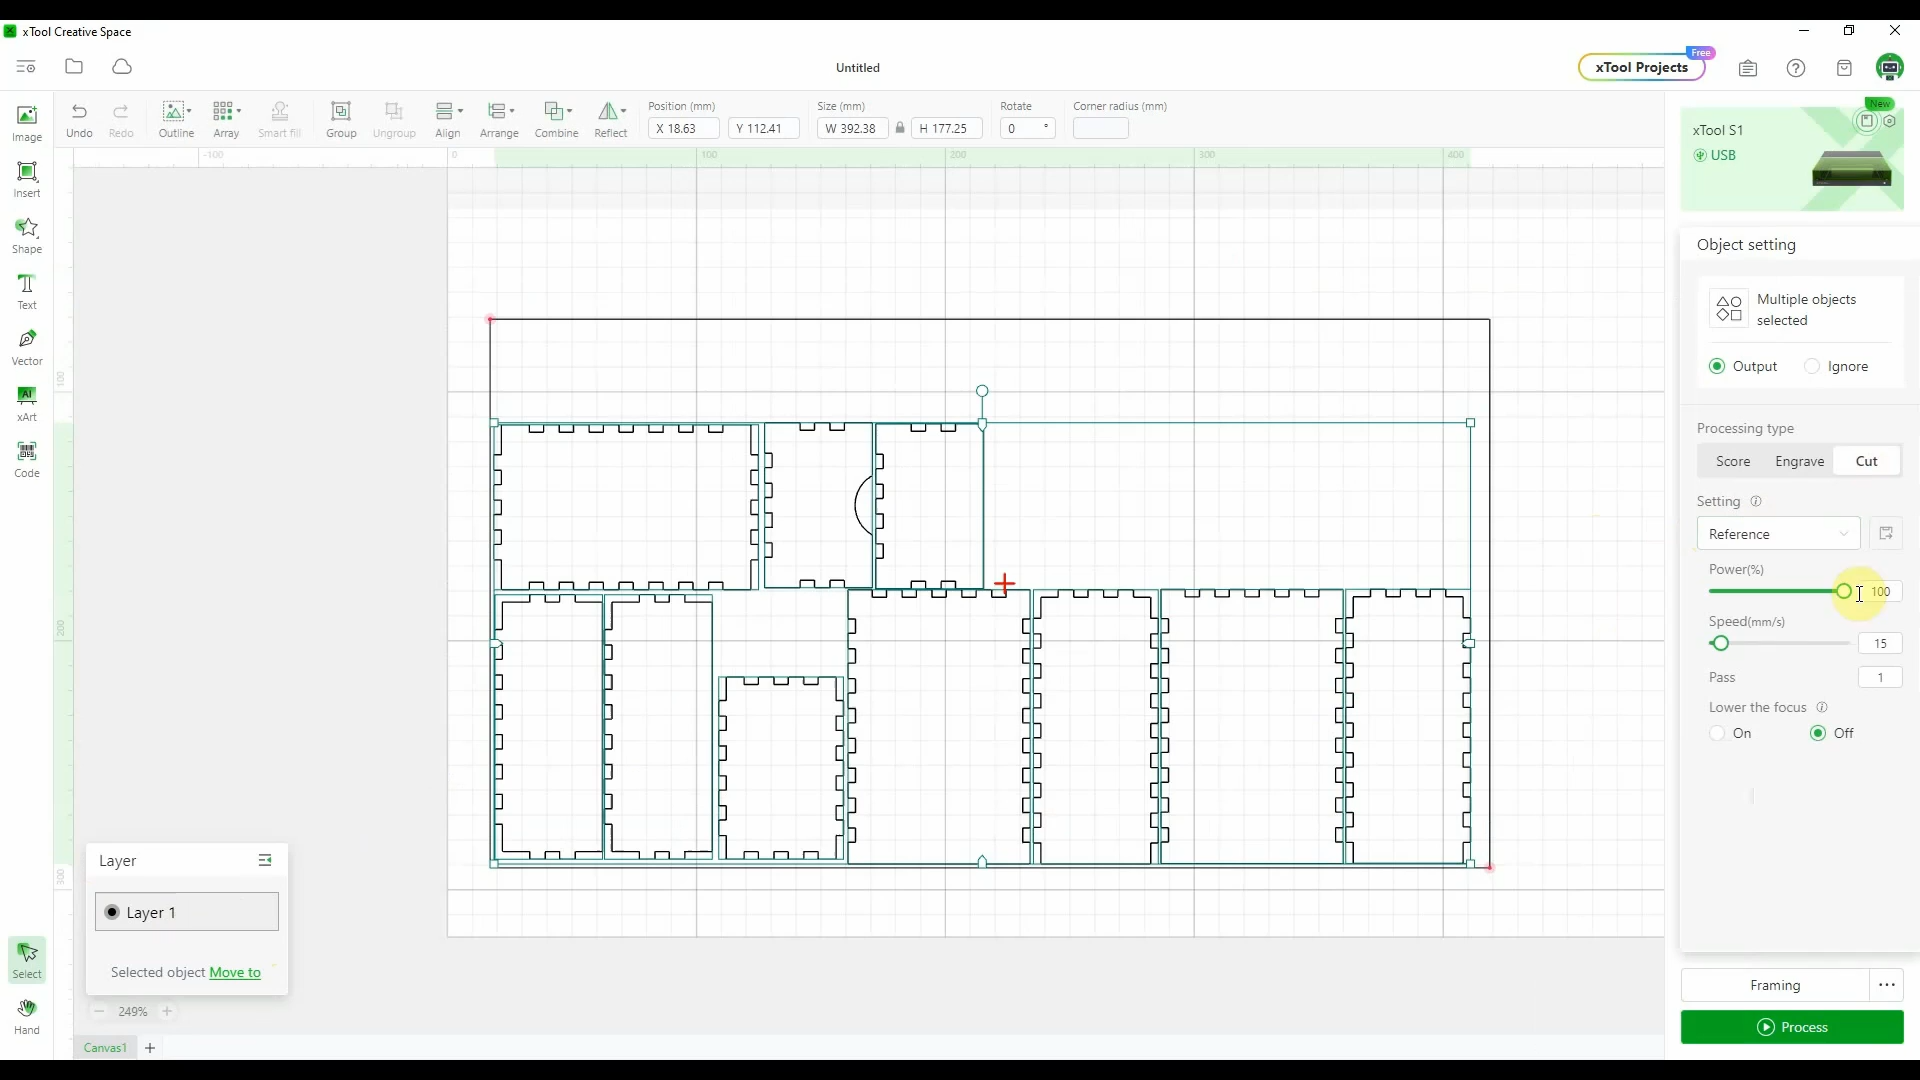 xTool Creative Space
Untitled
Free
xTool Projects
Image
Undo
Redo
Outline
Array
Smart fill
Group
Ungroup
Align
Arrange
Combine
Reflect
Position (mm)
X 18.63
Y 112.41
Size (mm)
W 392.38
H 177.25
Rotate
0 °
Corner radius (mm)
New
xTool S1
USB
-100
0
100
200
300
400
100
200
300
Insert
Shape
Text
Vector
AI
xArt
Code
Select
Hand
Object setting
Multiple objects
selected
Output
Ignore
Processing type
Score
Engrave
Cut
Setting
Reference
Power(%)
100
Speed(mm/s)
15
Pass
1
Lower the focus
On
Off
Layer
Layer 1
Selected object Move to
249%
Canvas1
Framing
Process